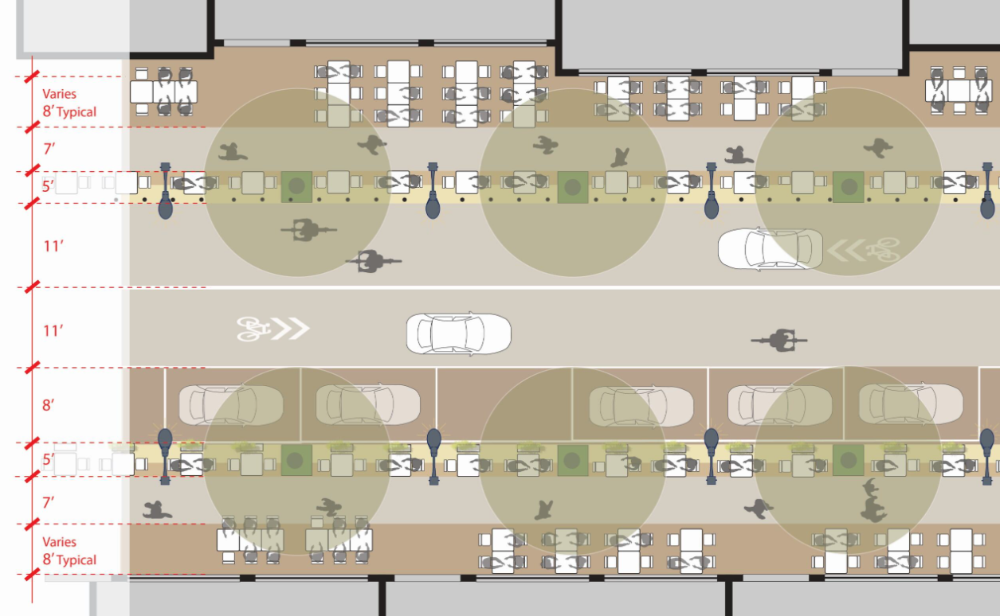 Varies
8’ Typical
7’
5’
11’
11’
8’
5’
7’
Varies
8’ Typical